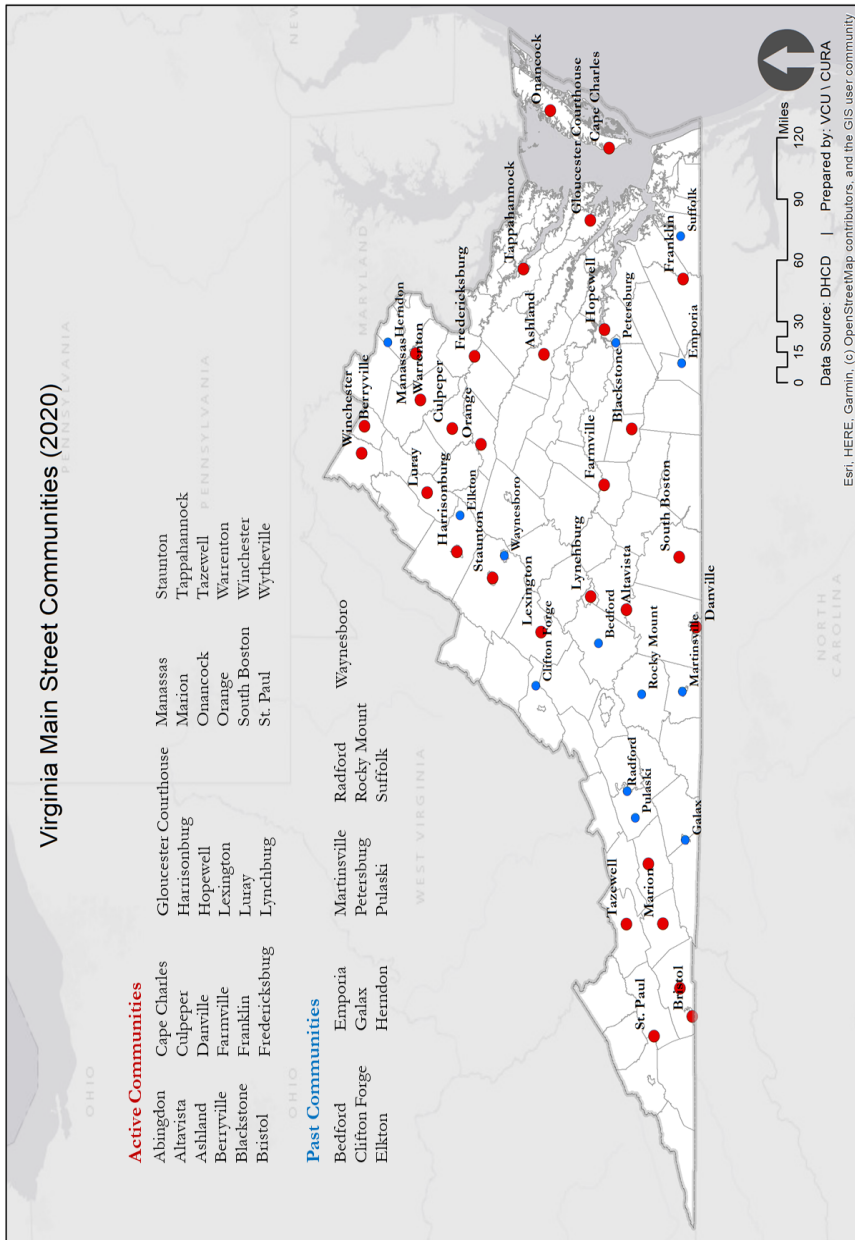 Virginia Main Street Communities (2020)
Active Communities
Abingdon Cape Charles Gloucester Courthouse Manassas Staunton
Altavista Culpeper Harrisonburg Marion Tappahannock
Ashland Danville Hopewell Onancock Tazewell
Berryville Farmville Lexington Orange Warrenton
Blackstone Franklin Luray South Boston Winchester
Bristol Fredericksburg Lynchburg St. Paul Wytheville
Past Communities
Bedford Emporia Martinsville Radford Waynesboro
Clifton Forge Galax Petersburg Rocky Mount
Elkton Herndon Pulaski Suffolk
OHIO
OHIO
PENNSYLVANIA
PENNSYLVANIA
NEW
MARYLAND
WEST VIRGINIA
NORTH
CAROLINA
Winchester
Berryville
Herndon
Manassas
Warrenton
Luray
Culpeper
Fredericksburg
Harrisonburg
Elkton
Orange
Staunton
Waynesboro
Tappahannock
Onancock
Lexington
Clifton Forge
Ashland
Gloucester Courthouse
Cape Charles
Lynchburg
Bedford
Farmville
Hopewell
Petersburg
Altavista
Blackstone
Tazewell
Radford
Pulaski
Rocky Mount
Marion
St. Paul
Bristol
Galax
Martinsville
Danville
South Boston
Emporia
Franklin
Suffolk
0 15 30 60 90 120
Miles
Data Source: DHCD | Prepared by: VCU \ CURA
Esri, HERE, Garmin, (c) OpenStreetMap contributors, and the GIS user community